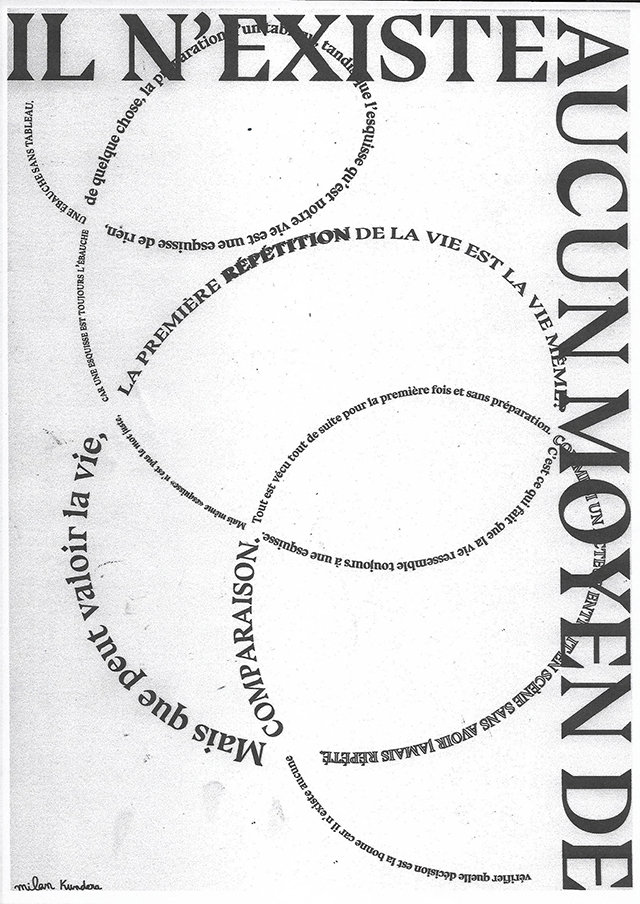 IL N'EXISTE
AUCUN MOYEN DE
vérifier quelle décision est la bonne car il n'existe aucune
COMPARAISON.
Tout est vécu tout de suite pour la première fois et sans préparation.
COMME SI UN ACTEUR ENTRAIT EN SCÈNE SANS AVOIR JAMAIS RÉPÉTÉ.
Mais que peut valoir la vie,
LA PREMIÈRE RÉPÉTITION DE LA VIE EST LA VIE MÊME?
C'est ce qui fait que la vie ressemble toujours à une esquisse.
Mais même «esquisse» n'est pas le mot juste,
CAR UNE ESQUISSE EST TOUJOURS L'ÉBAUCHE
de quelque chose, la préparation d'un tableau, tandis que l'esquisse qu'est notre vie est une esquisse de rien,
UNE ÉBAUCHE SANS TABLEAU.
milan Kundera